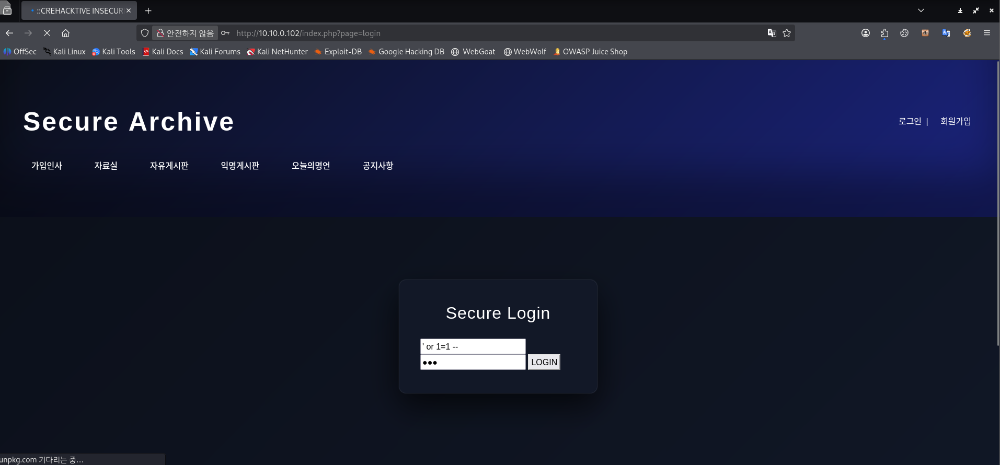 ::CREHACKTIVE INSECUR
안전하지 않음 http://10.10.0.102/index.php?page=login
OffSec Kali Linux Kali Tools Kali Docs Kali Forums Kali NetHunter Exploit-DB Google Hacking DB WebGoat WebWolf OWASP Juice Shop
Secure Archive
로그인 | 회원가입
가입인사 자료실 자유게시판 익명게시판 오늘의명언 공지사항
Secure Login
' or 1=1 --
●●● LOGIN
unpkg.com 기다리는 중…